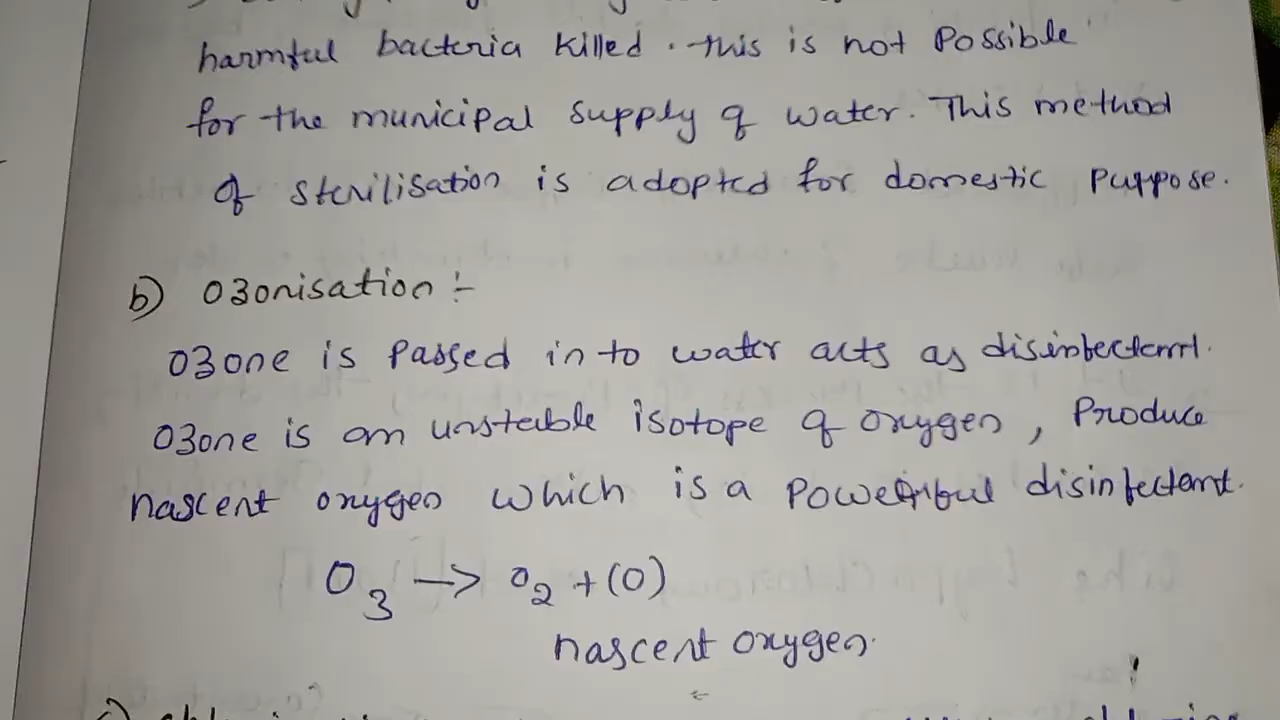 harmful bacteria killed. this is not possible
for the municipal supply of water. This method
of sterilisation is adopted for domestic purpose.
b) Ozonisation :-
Ozone is passed in to water acts as disinfectant.
Ozone is an unstable isotope of oxygen, produce
nascent oxygen which is a powerful disinfectant.
O₃ → O₂ + (O)
nascent oxygen.